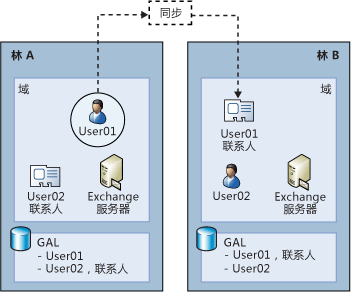 同步
林 A
域
User01
User02
联系人
Exchange
服务器
GAL
- User01
- User02，联系人
林 B
域
User01
联系人
User02
Exchange
服务器
GAL
- User01，联系人
- User02